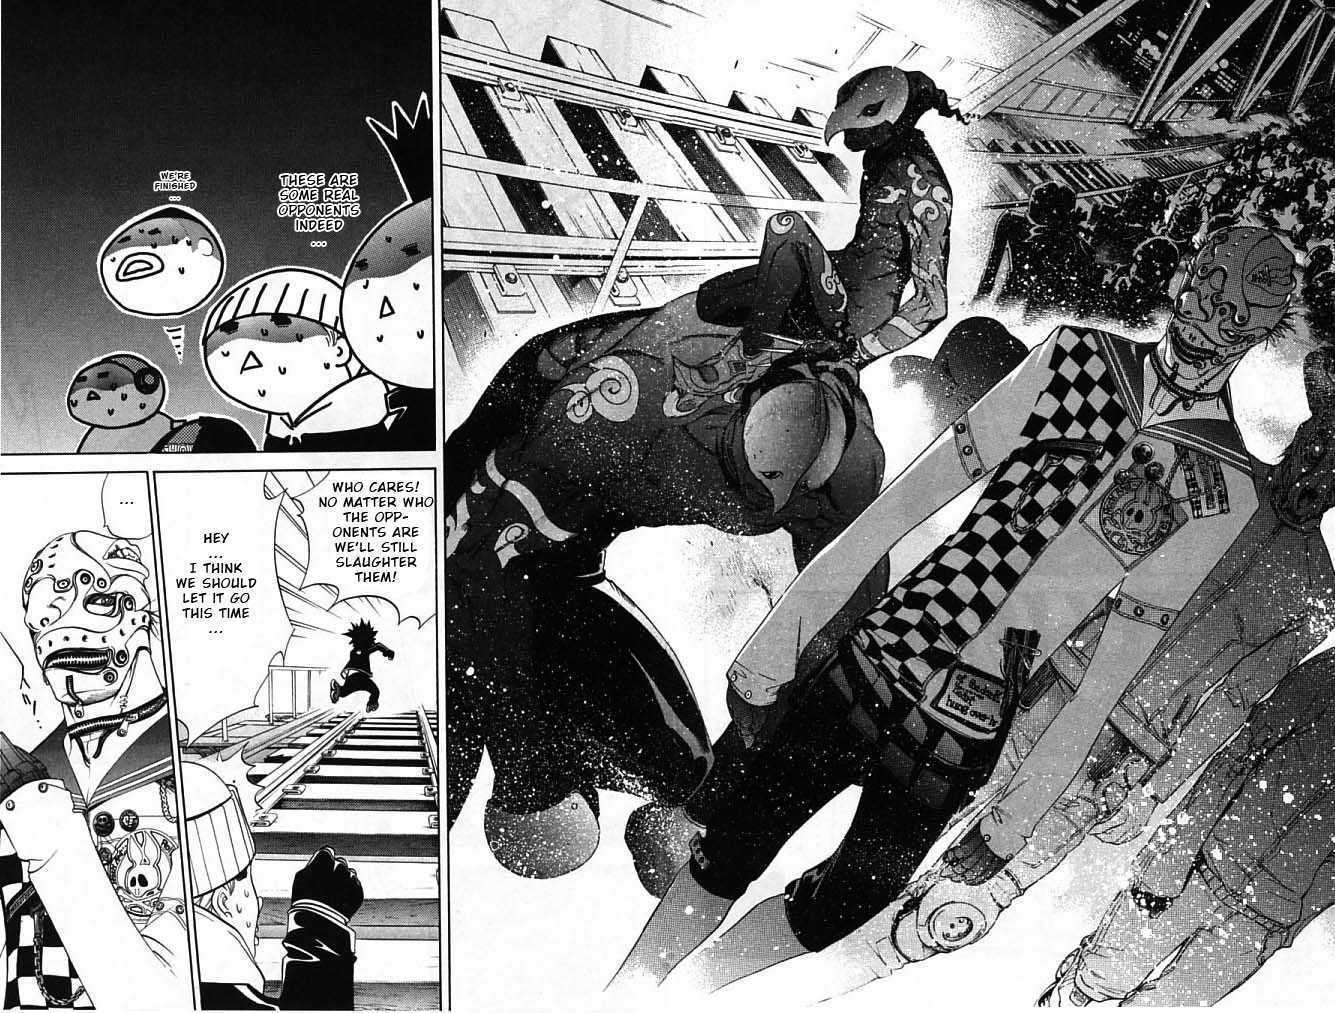 THESE ARE
SOME REAL
OPPONENTS
INDEED
...
WE'RE
FINISHED
...
WHO CARES!
NO MATTER WHO
THE OPP-
ONENTS ARE
WE'LL STILL
SLAUGHTER
THEM!
HEY
...
I THINK
WE SHOULD
LET IT GO
THIS TIME
...
...